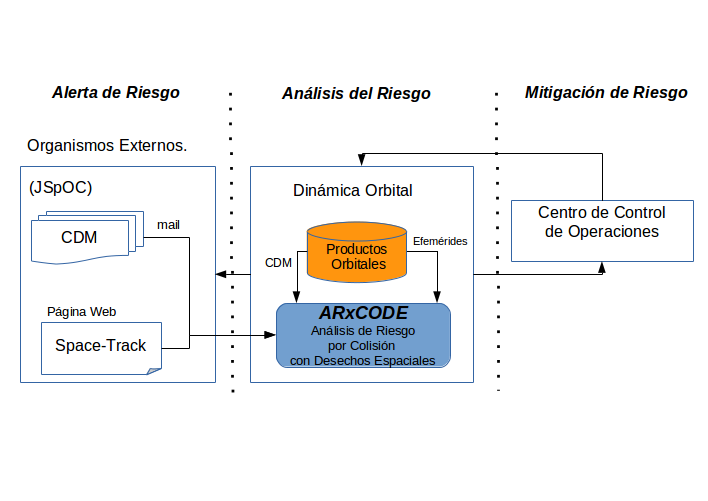 Alerta de Riesgo
Análisis del Riesgo
Mitigación de Riesgo
Organismos Externos.
(JSpOC)
CDM
mail
Página Web
Space-Track
Dinámica Orbital
Productos
Orbitales
CDM
Efemérides
ARxCODE
Análisis de Riesgo
por Colisión
con Desechos Espaciales
Centro de Control
de Operaciones